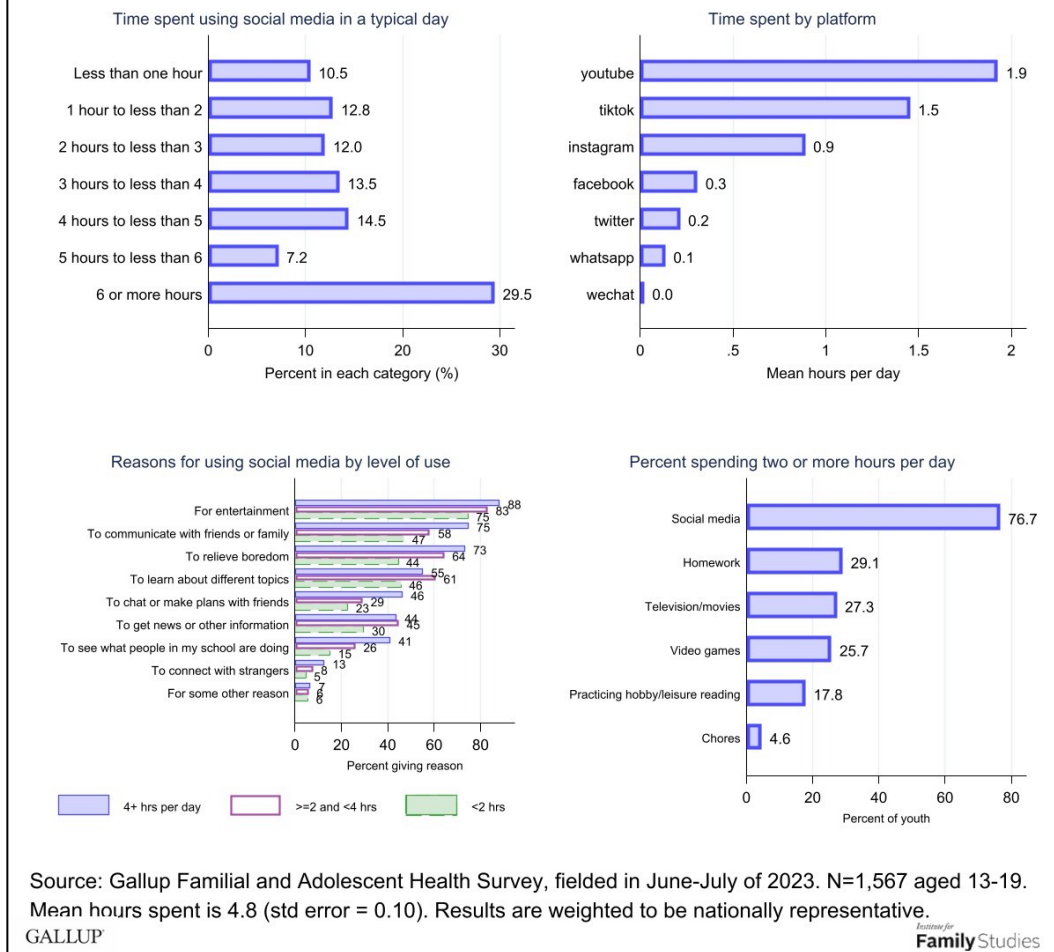 Time spent using social media in a typical day
Less than one hour 10.5
1 hour to less than 2 12.8
2 hours to less than 3 12.0
3 hours to less than 4 13.5
4 hours to less than 5 14.5
5 hours to less than 6 7.2
6 or more hours 29.5
0 10 20 30
Percent in each category (%)
Time spent by platform
youtube 1.9
tiktok 1.5
instagram 0.9
facebook 0.3
twitter 0.2
whatsapp 0.1
wechat 0.0
0 .5 1 1.5 2
Mean hours per day
Reasons for using social media by level of use
For entertainment 88 83 75
To communicate with friends or family 75 58 47
To relieve boredom 73 64 44
To learn about different topics 55 61 46
To chat or make plans with friends 46 29 23
To get news or other information 44 45 30
To see what people in my school are doing 41 26 15
To connect with strangers 13 8 5
For some other reason 7 6 6
0 20 40 60 80
Percent giving reason
4+ hrs per day >=2 and <4 hrs <2 hrs
Percent spending two or more hours per day
Social media 76.7
Homework 29.1
Television/movies 27.3
Video games 25.7
Practicing hobby/leisure reading 17.8
Chores 4.6
0 20 40 60 80
Percent of youth
Source: Gallup Familial and Adolescent Health Survey, fielded in June-July of 2023. N=1,567 aged 13-19.
Mean hours spent is 4.8 (std error = 0.10). Results are weighted to be nationally representative.
GALLUP
Institute for
Family Studies